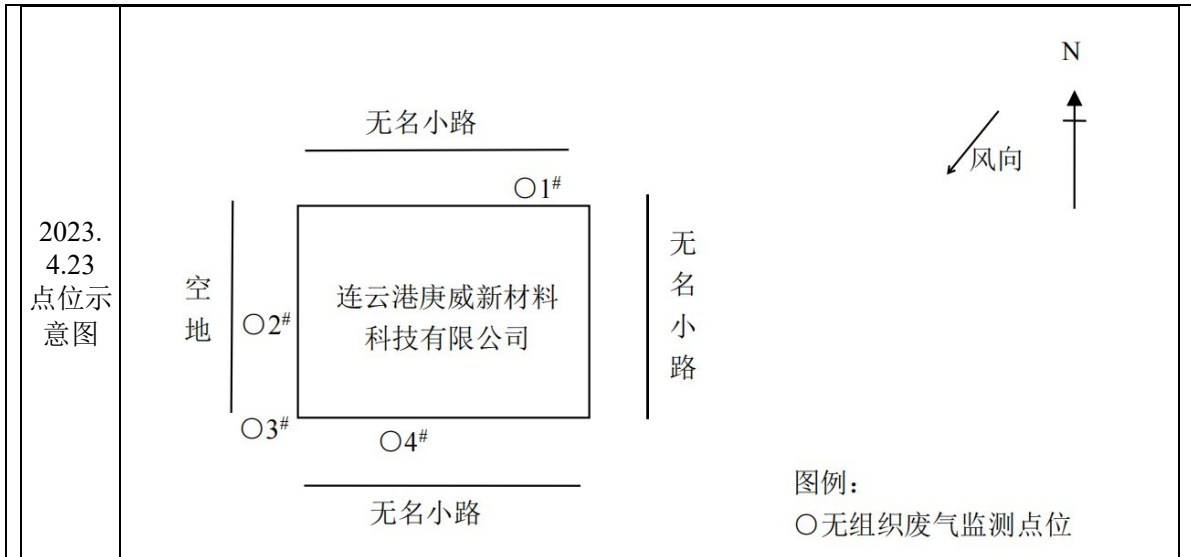 2023.
4.23
点位示
意图
N
风向
无名小路
○1#
空地
○2#
连云港庚威新材料
科技有限公司
无名小路
○3#
○4#
无名小路
图例：
○无组织废气监测点位